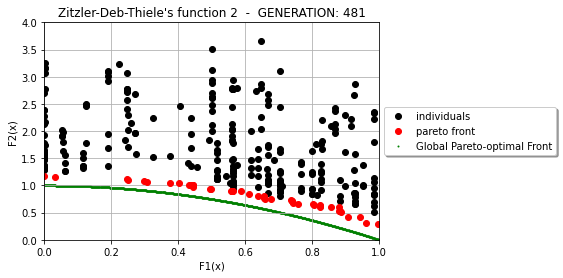 Zitzler-Deb-Thiele's function 2 - GENERATION: 481
4.0
3.5
3.0
2.5
2.0
1.5
1.0
0.5
0.0
F2(x)
0.0 0.2 0.4 0.6 0.8 1.0
F1(x)
individuals
pareto front
Global Pareto-optimal Front